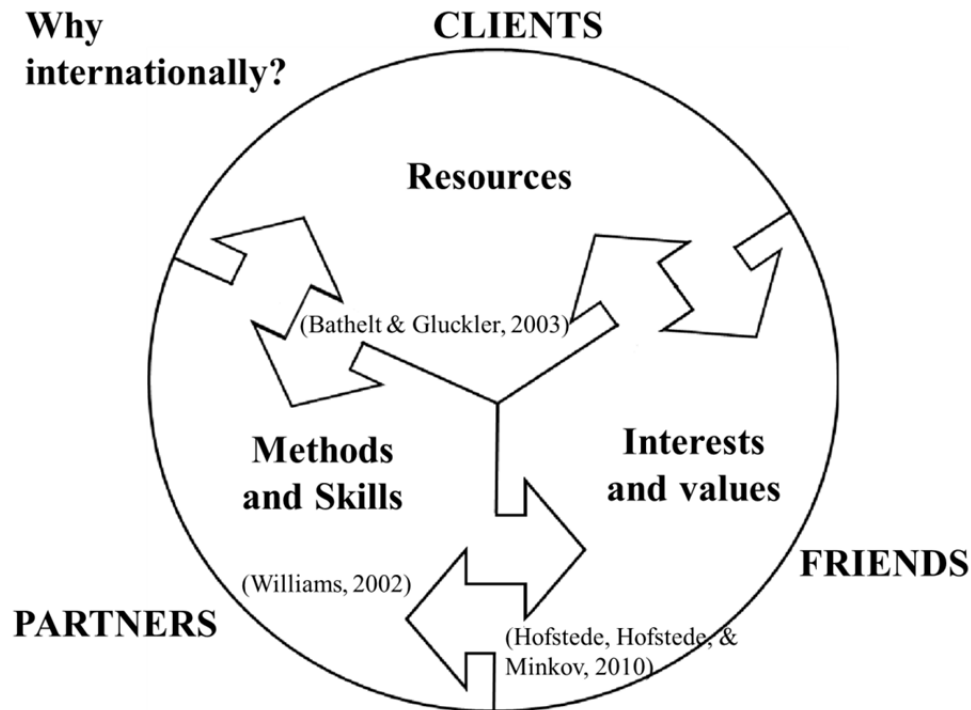 Why
internationally?
CLIENTS
Resources
(Bathelt & Gluckler, 2003)
Methods
and Skills
Interests
and values
(Williams, 2002)
FRIENDS
PARTNERS
(Hofstede, Hofstede, &
Minkov, 2010)